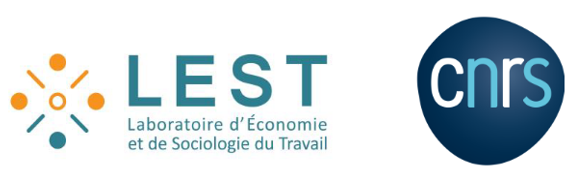 LEST
Laboratoire d'Économie
et de Sociologie du Travail
cnrs